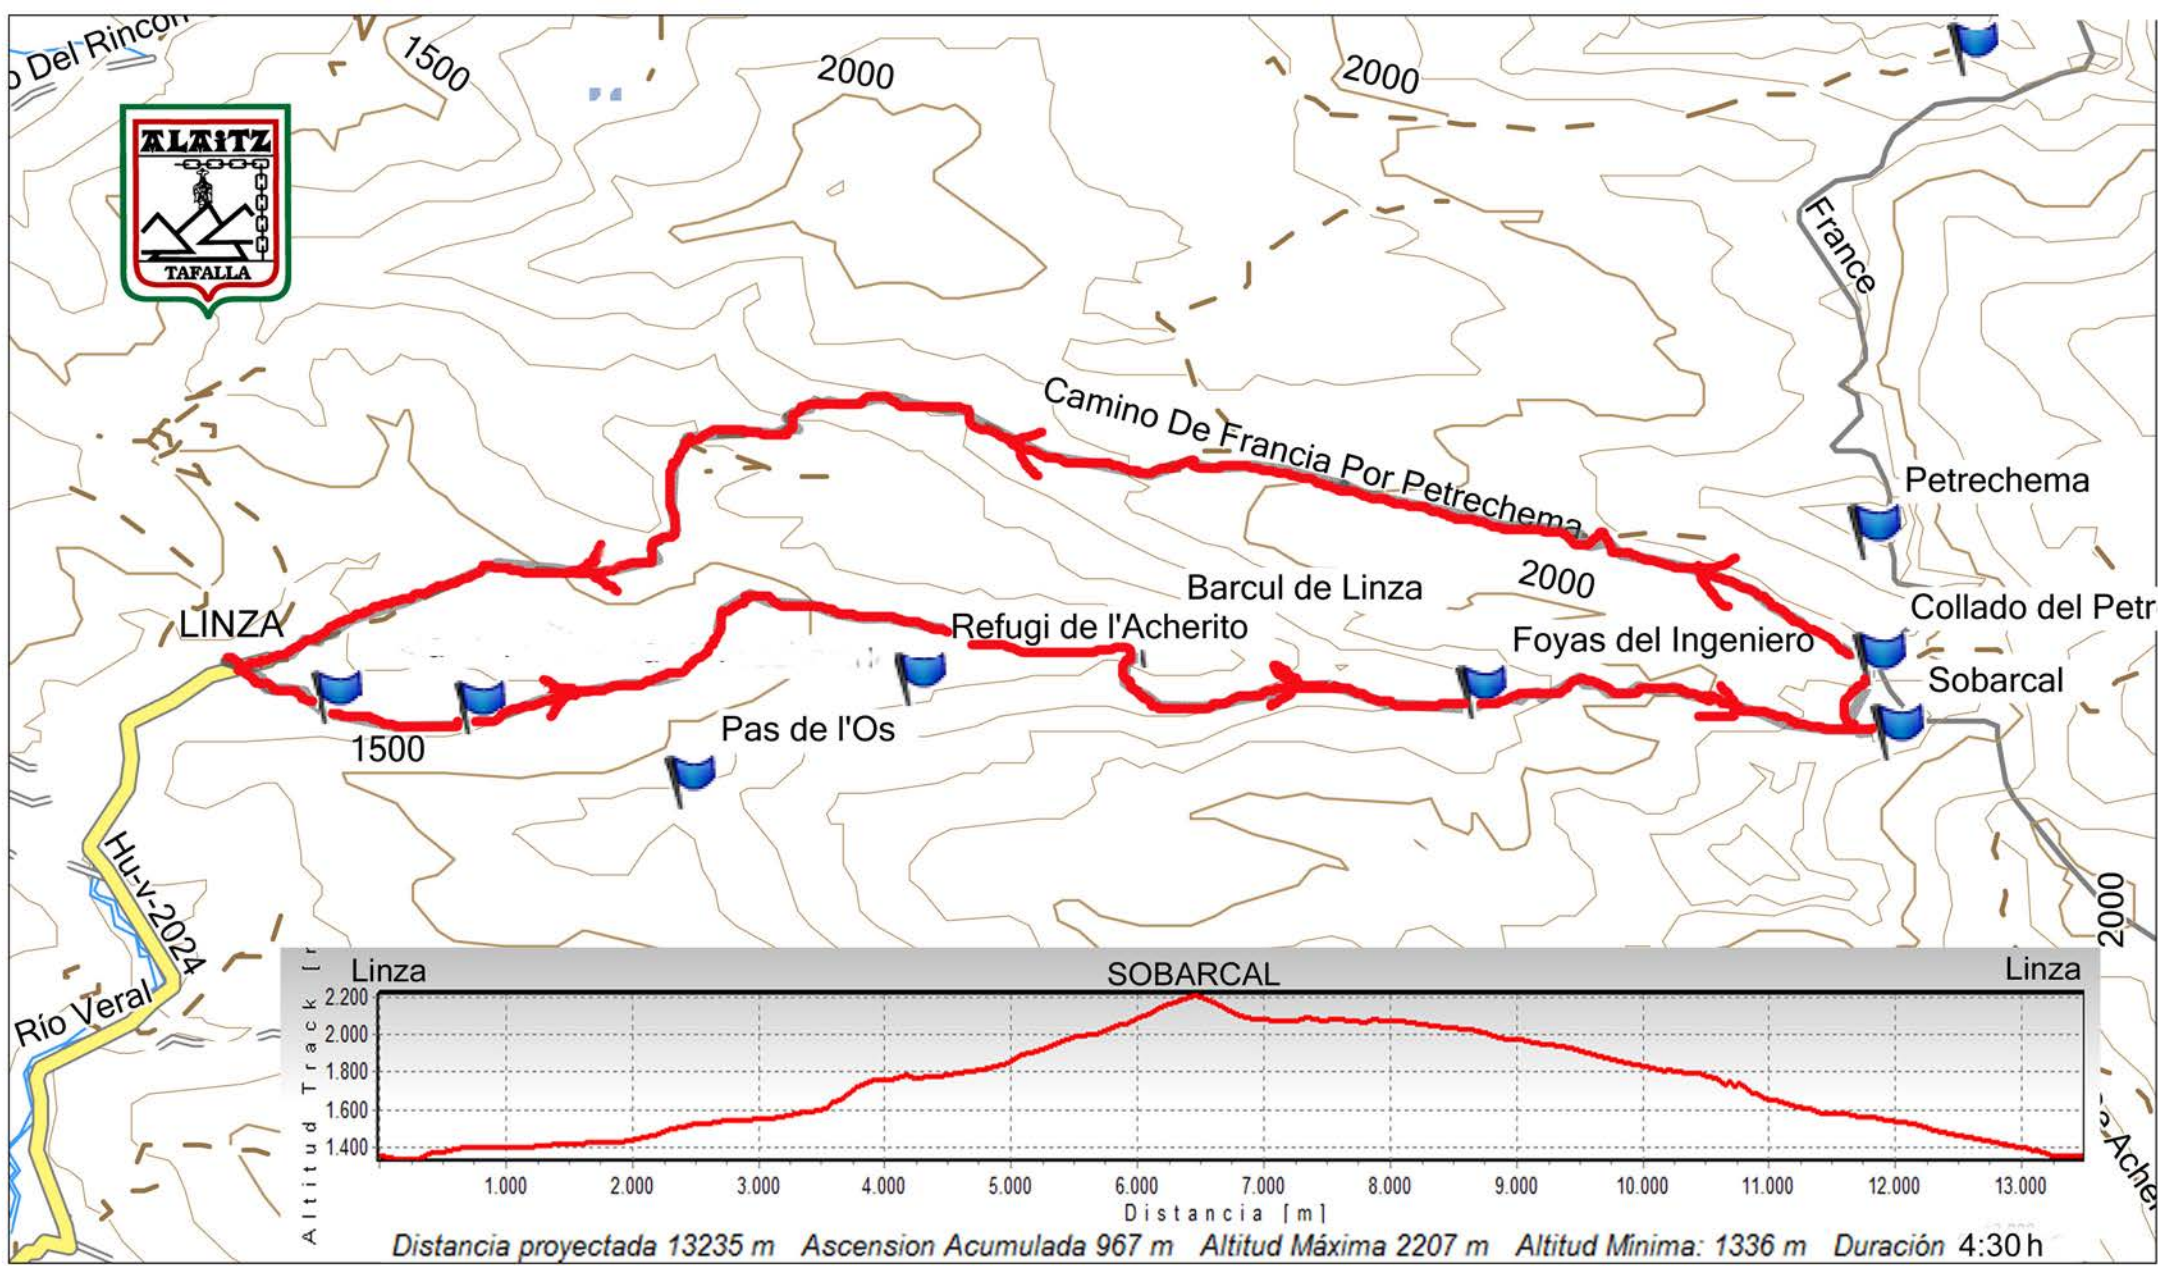 o Del Rincón
1500
2000
2000
ALAiTZ
TAFALLA
France
Camino De Francia Por Petrechema
Petrechema
2000
Barcul de Linza
Collado del Petr
LINZA
Refugi de l'Acherito
Foyas del Ingeniero
Sobarcal
Pas de l'Os
1500
Hu-v-2024
2000
Río Veral
Linza
SOBARCAL
Linza
Altitud Track [
2.200
2.000
1.800
1.600
1.400
1.000 2.000 3.000 4.000 5.000 6.000 7.000 8.000 9.000 10.000 11.000 12.000 13.000
Distancia [m]
Distancia proyectada 13235 m Ascension Acumulada 967 m Altitud Máxima 2207 m Altitud Minima: 1336 m Duración 4:30 h